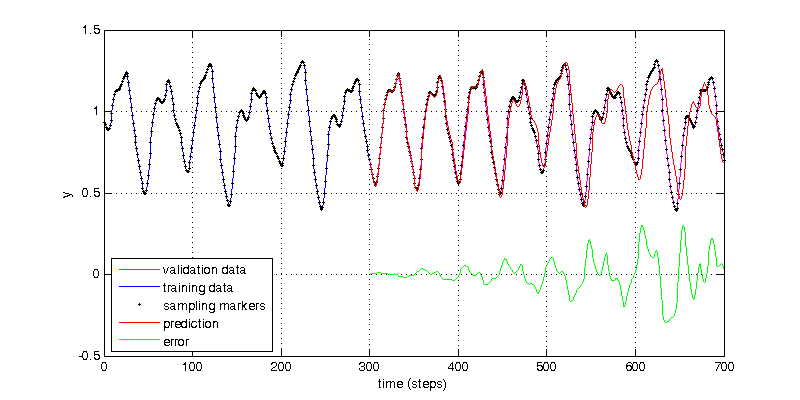 1.5
1
y
0.5
0
-0.5
validation data
training data
sampling markers
prediction
error
0 100 200 300 400 500 600 700
time (steps)